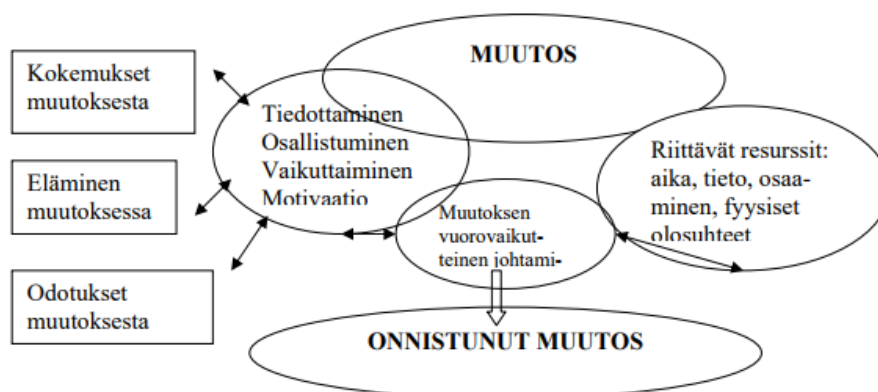 MUUTOS
Kokemukset
muutoksesta
Eläminen
muutoksessa
Odotukset
muutoksesta
Tiedottaminen
Osallistuminen
Vaikuttaiminen
Motivaatio
Muutoksen
vuorovaikut-
teinen johtami-
Riittävät resurssit:
aika, tieto, osaa-
minen, fyysiset
olosuhteet
ONNISTUNUT MUUTOS